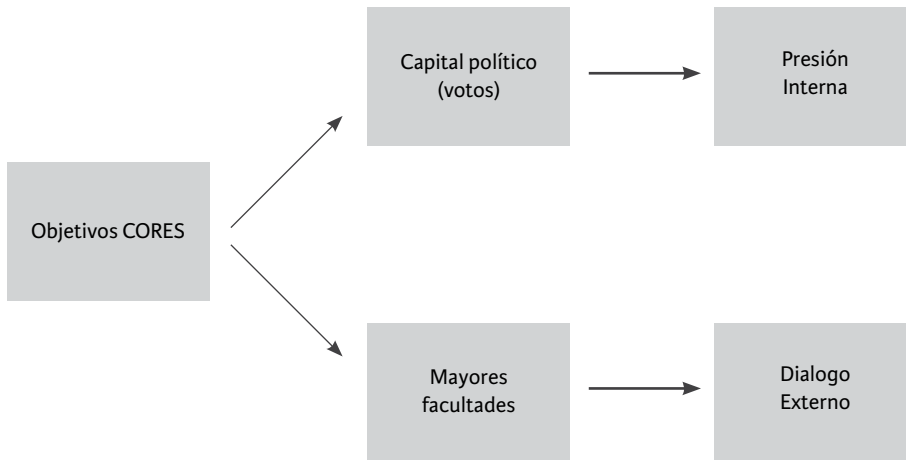 Objetivos CORES
Capital político
(votos)
Presión
Interna
Mayores
facultades
Dialogo
Externo